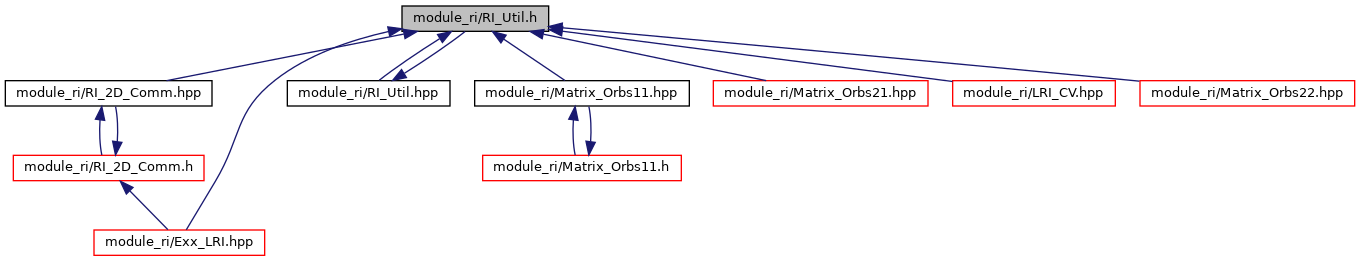 module_ri/RI_Util.h
module_ri/RI_2D_Comm.hpp
module_ri/RI_Util.hpp
module_ri/Matrix_Orbs11.hpp
module_ri/Matrix_Orbs21.hpp
module_ri/LRI_CV.hpp
module_ri/Matrix_Orbs22.hpp
module_ri/RI_2D_Comm.h
module_ri/Matrix_Orbs11.h
module_ri/Exx_LRI.hpp